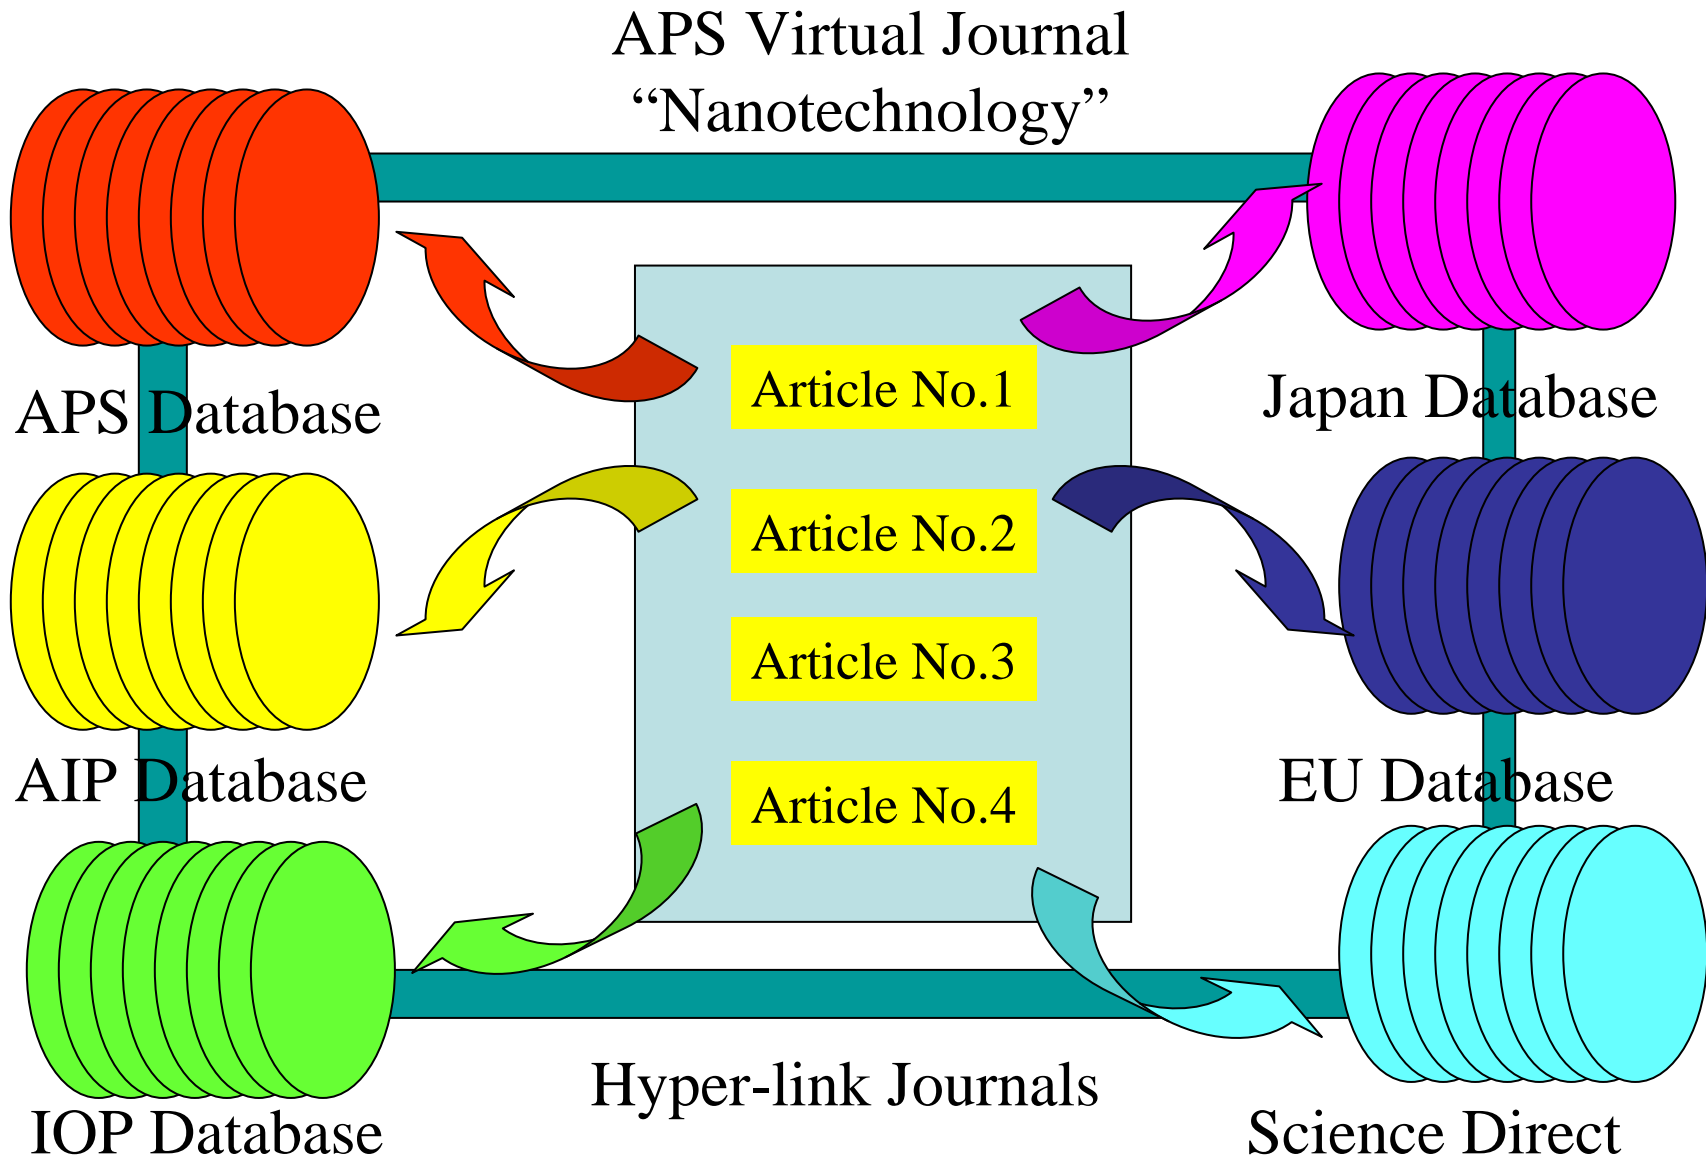 APS Virtual Journal
“Nanotechnology”
APS Database
Japan Database
Article No.1
Article No.2
Article No.3
Article No.4
AIP Database
EU Database
IOP Database
Hyper-link Journals
Science Direct